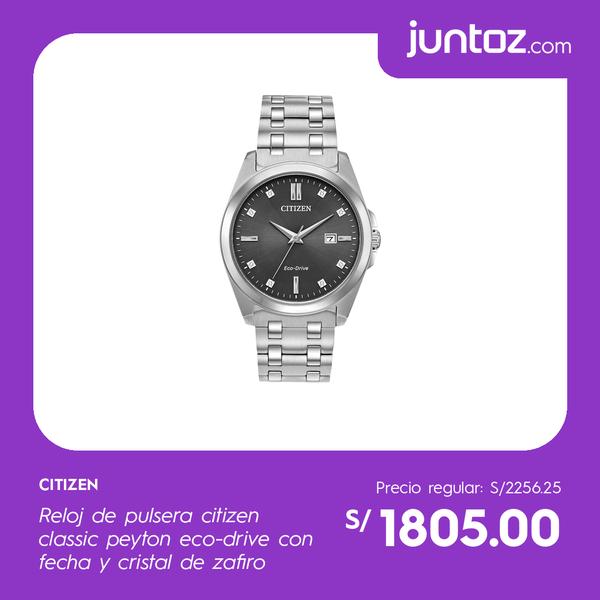 juntoz.com
CITIZEN
7
Eco-Drive
CITIZEN
Reloj de pulsera citizen
classic peyton eco-drive con
fecha y cristal de zafiro
Precio regular: S/2256.25
S/ 1805.00